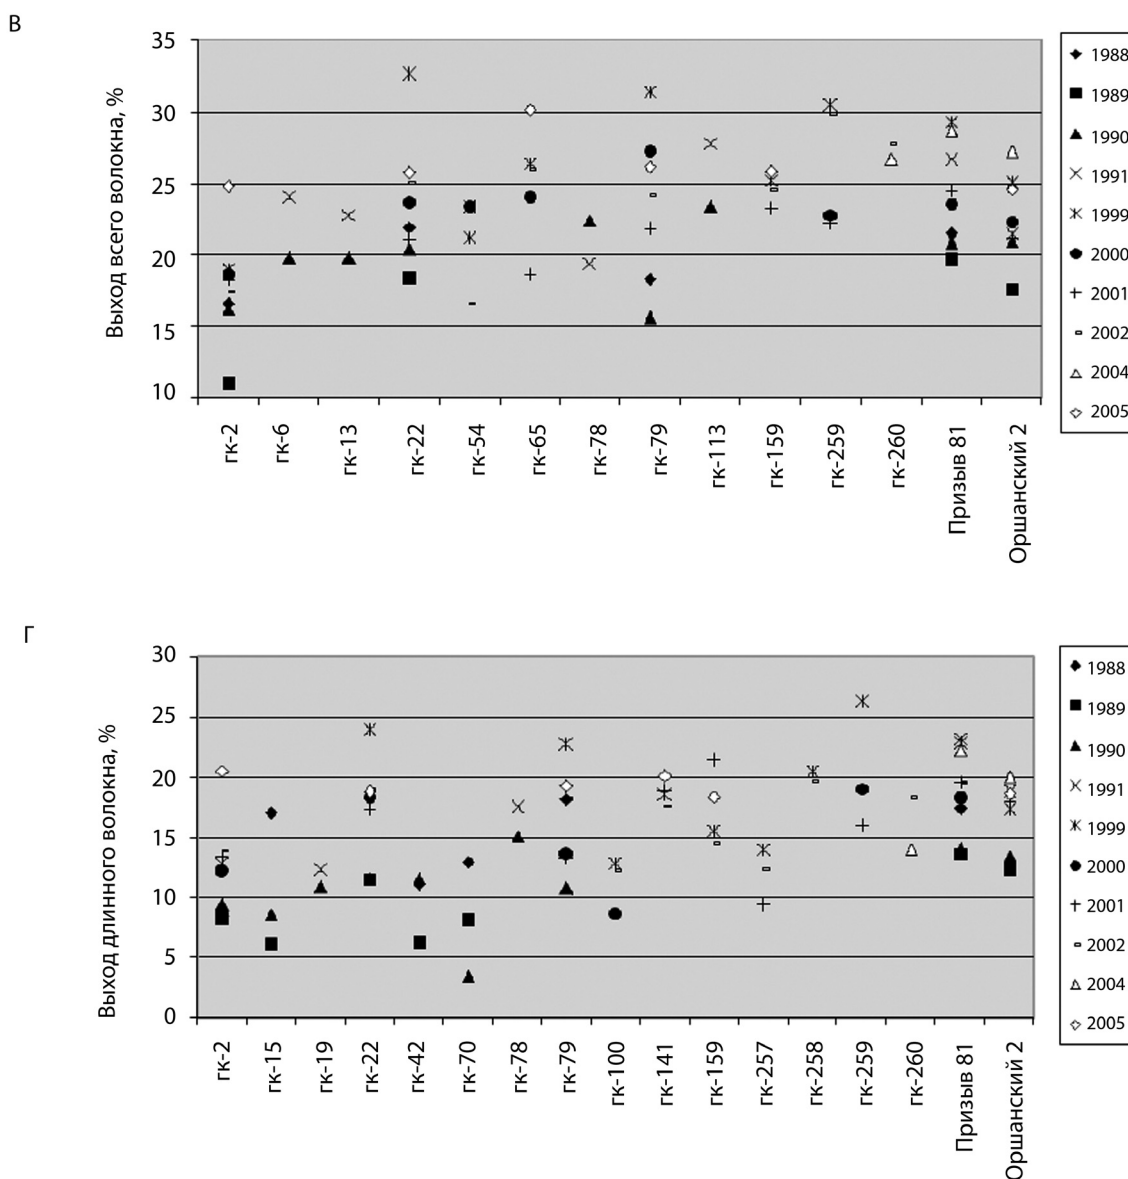 В
Выход всего волокна, %
35
30
25
20
15
10
гк-2
гк-6
гк-13
гк-22
гк-54
гк-65
гк-78
гк-79
гк-113
гк-159
гк-259
гк-260
Призыв 81
Оршанский 2
1988
1989
1990
1991
1999
2000
2001
2002
2004
2005
Г
Выход длинного волокна, %
30
25
20
15
10
5
0
гк-2
гк-15
гк-19
гк-22
гк-42
гк-70
гк-78
гк-79
гк-100
гк-141
гк-159
гк-257
гк-258
гк-259
гк-260
Призыв 81
Оршанский 2
1988
1989
1990
1991
1999
2000
2001
2002
2004
2005